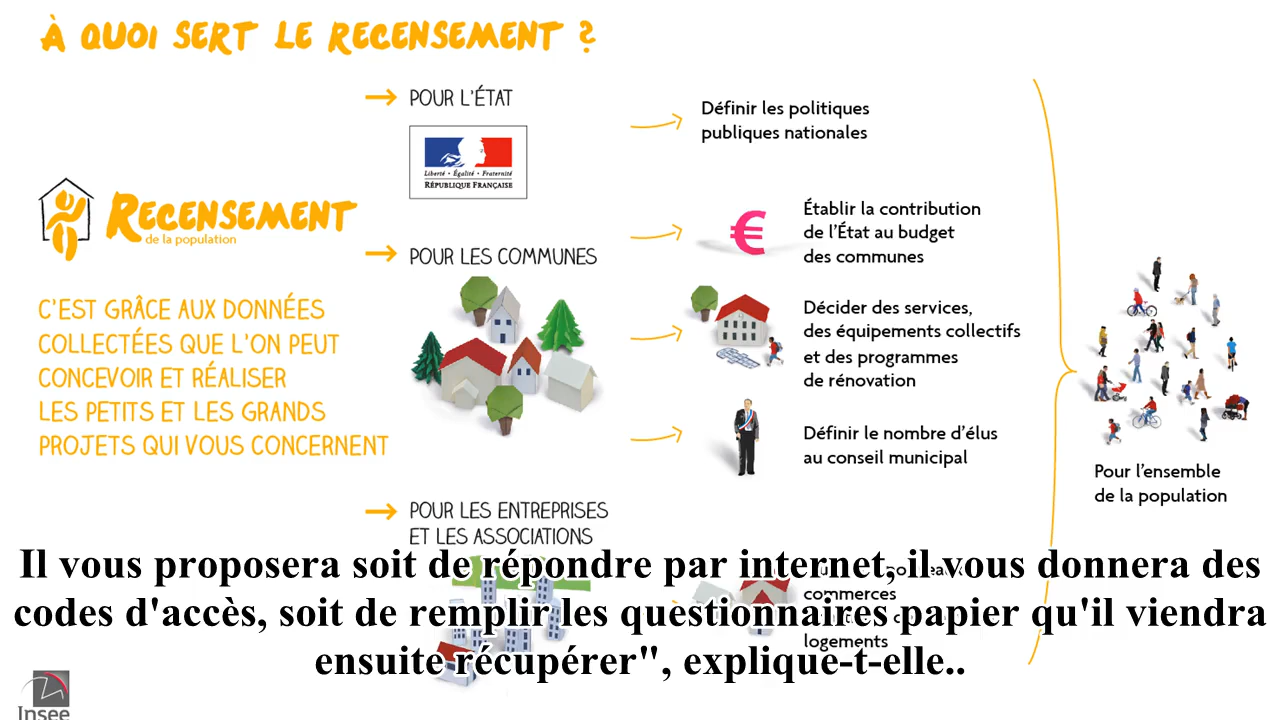 À QUOI SERT LE RECENSEMENT ?
POUR L'ÉTAT
Liberté • Égalité • Fraternité
RÉPUBLIQUE FRANÇAISE
Définir les politiques
publiques nationales
RECENSEMENT
de la population
C'EST GRÂCE AUX DONNÉES
COLLECTÉES QUE L'ON PEUT
CONCEVOIR ET RÉALISER
LES PETITS ET LES GRANDS
PROJETS QUI VOUS CONCERNENT
POUR LES COMMUNES
€
Établir la contribution
de l'État au budget
des communes
Décider des services,
des équipements collectifs
et des programmes
de rénovation
Définir le nombre d'élus
au conseil municipal
Pour l'ensemble
de la population
POUR LES ENTREPRISES
ET LES ASSOCIATIONS
commerces
logements
Il vous proposera soit de répondre par internet, il vous donnera des
codes d'accès, soit de remplir les questionnaires papier qu'il viendra
ensuite récupérer", explique-t-elle..
Insee